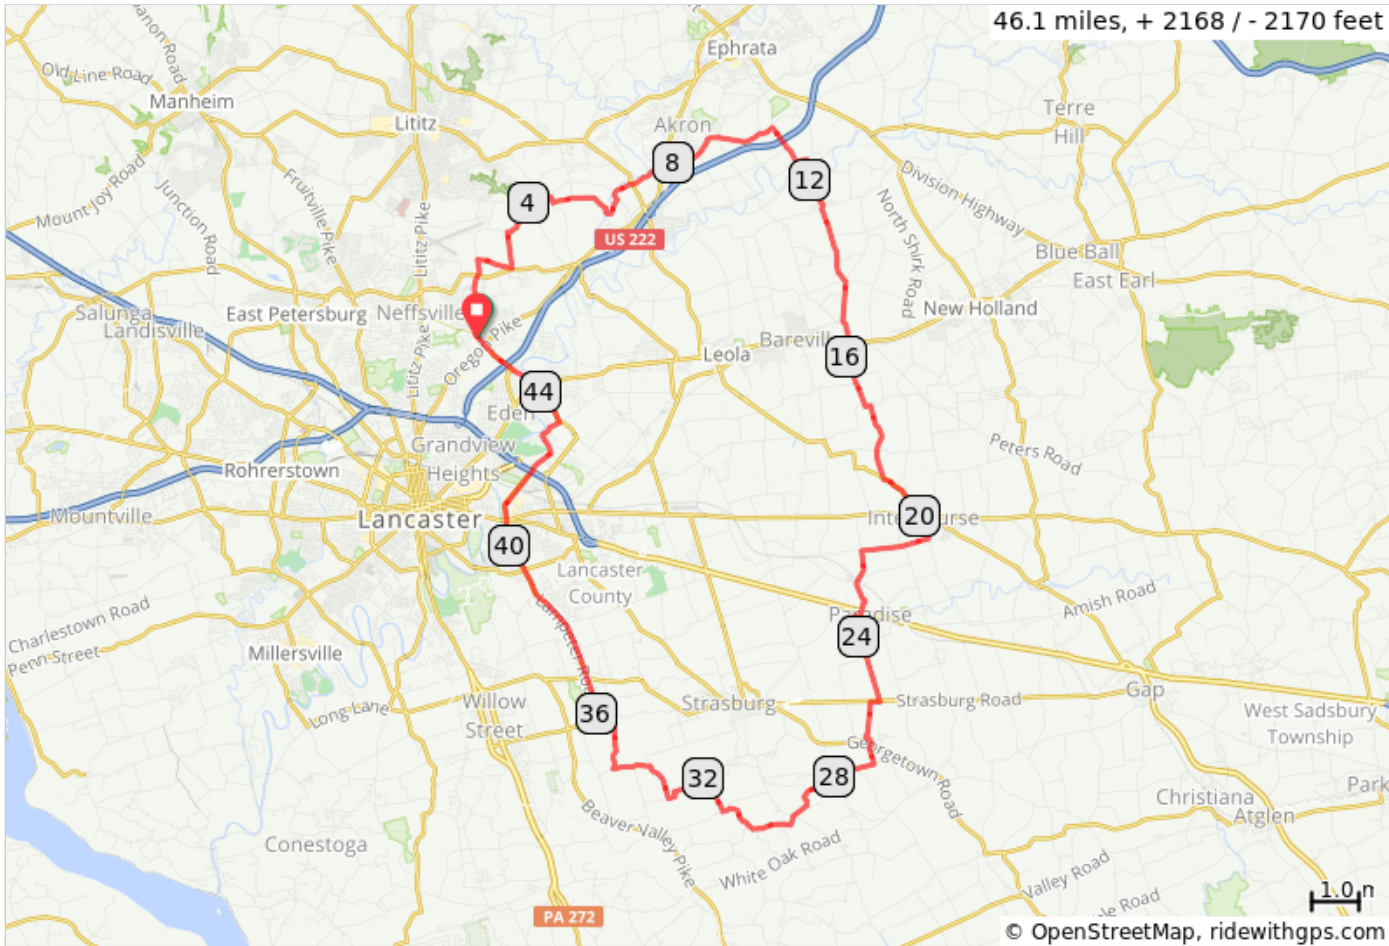 46.1 miles, + 2168 / - 2170 feet
Ephrata
Old Line Road
Manheim
Lititz
Akron
Terre
Hill
8
12
4
Division Highway
Mount Joy Road
Junction Road
Fruitville Pike
Lititz Pike
North Shirk Road
US 222
Blue Ball
East Earl
Salunga
Landisville
East Petersburg
Neffsville
New Holland
Oregon Pike
Lititz Pike
Leola
16
44
Eden
Grandview
Heights
Rohrerstown
Peters Road
Mountville
Lancaster
20
40
Lancaster
County
Amish Road
Charlestown Road
Penn Street
Millersville
24
Willow
Street
Long Lane
36
Strasburg
Strasburg Road
Gap
West Sadsbury
Township
Georgetown Road
32
28
Christiana
Atglen
Park
Beaver Valley Pike
Conestoga
White Oak Road
Valley Road
PA 272
1.0
© OpenStreetMap, ridewithgps.com